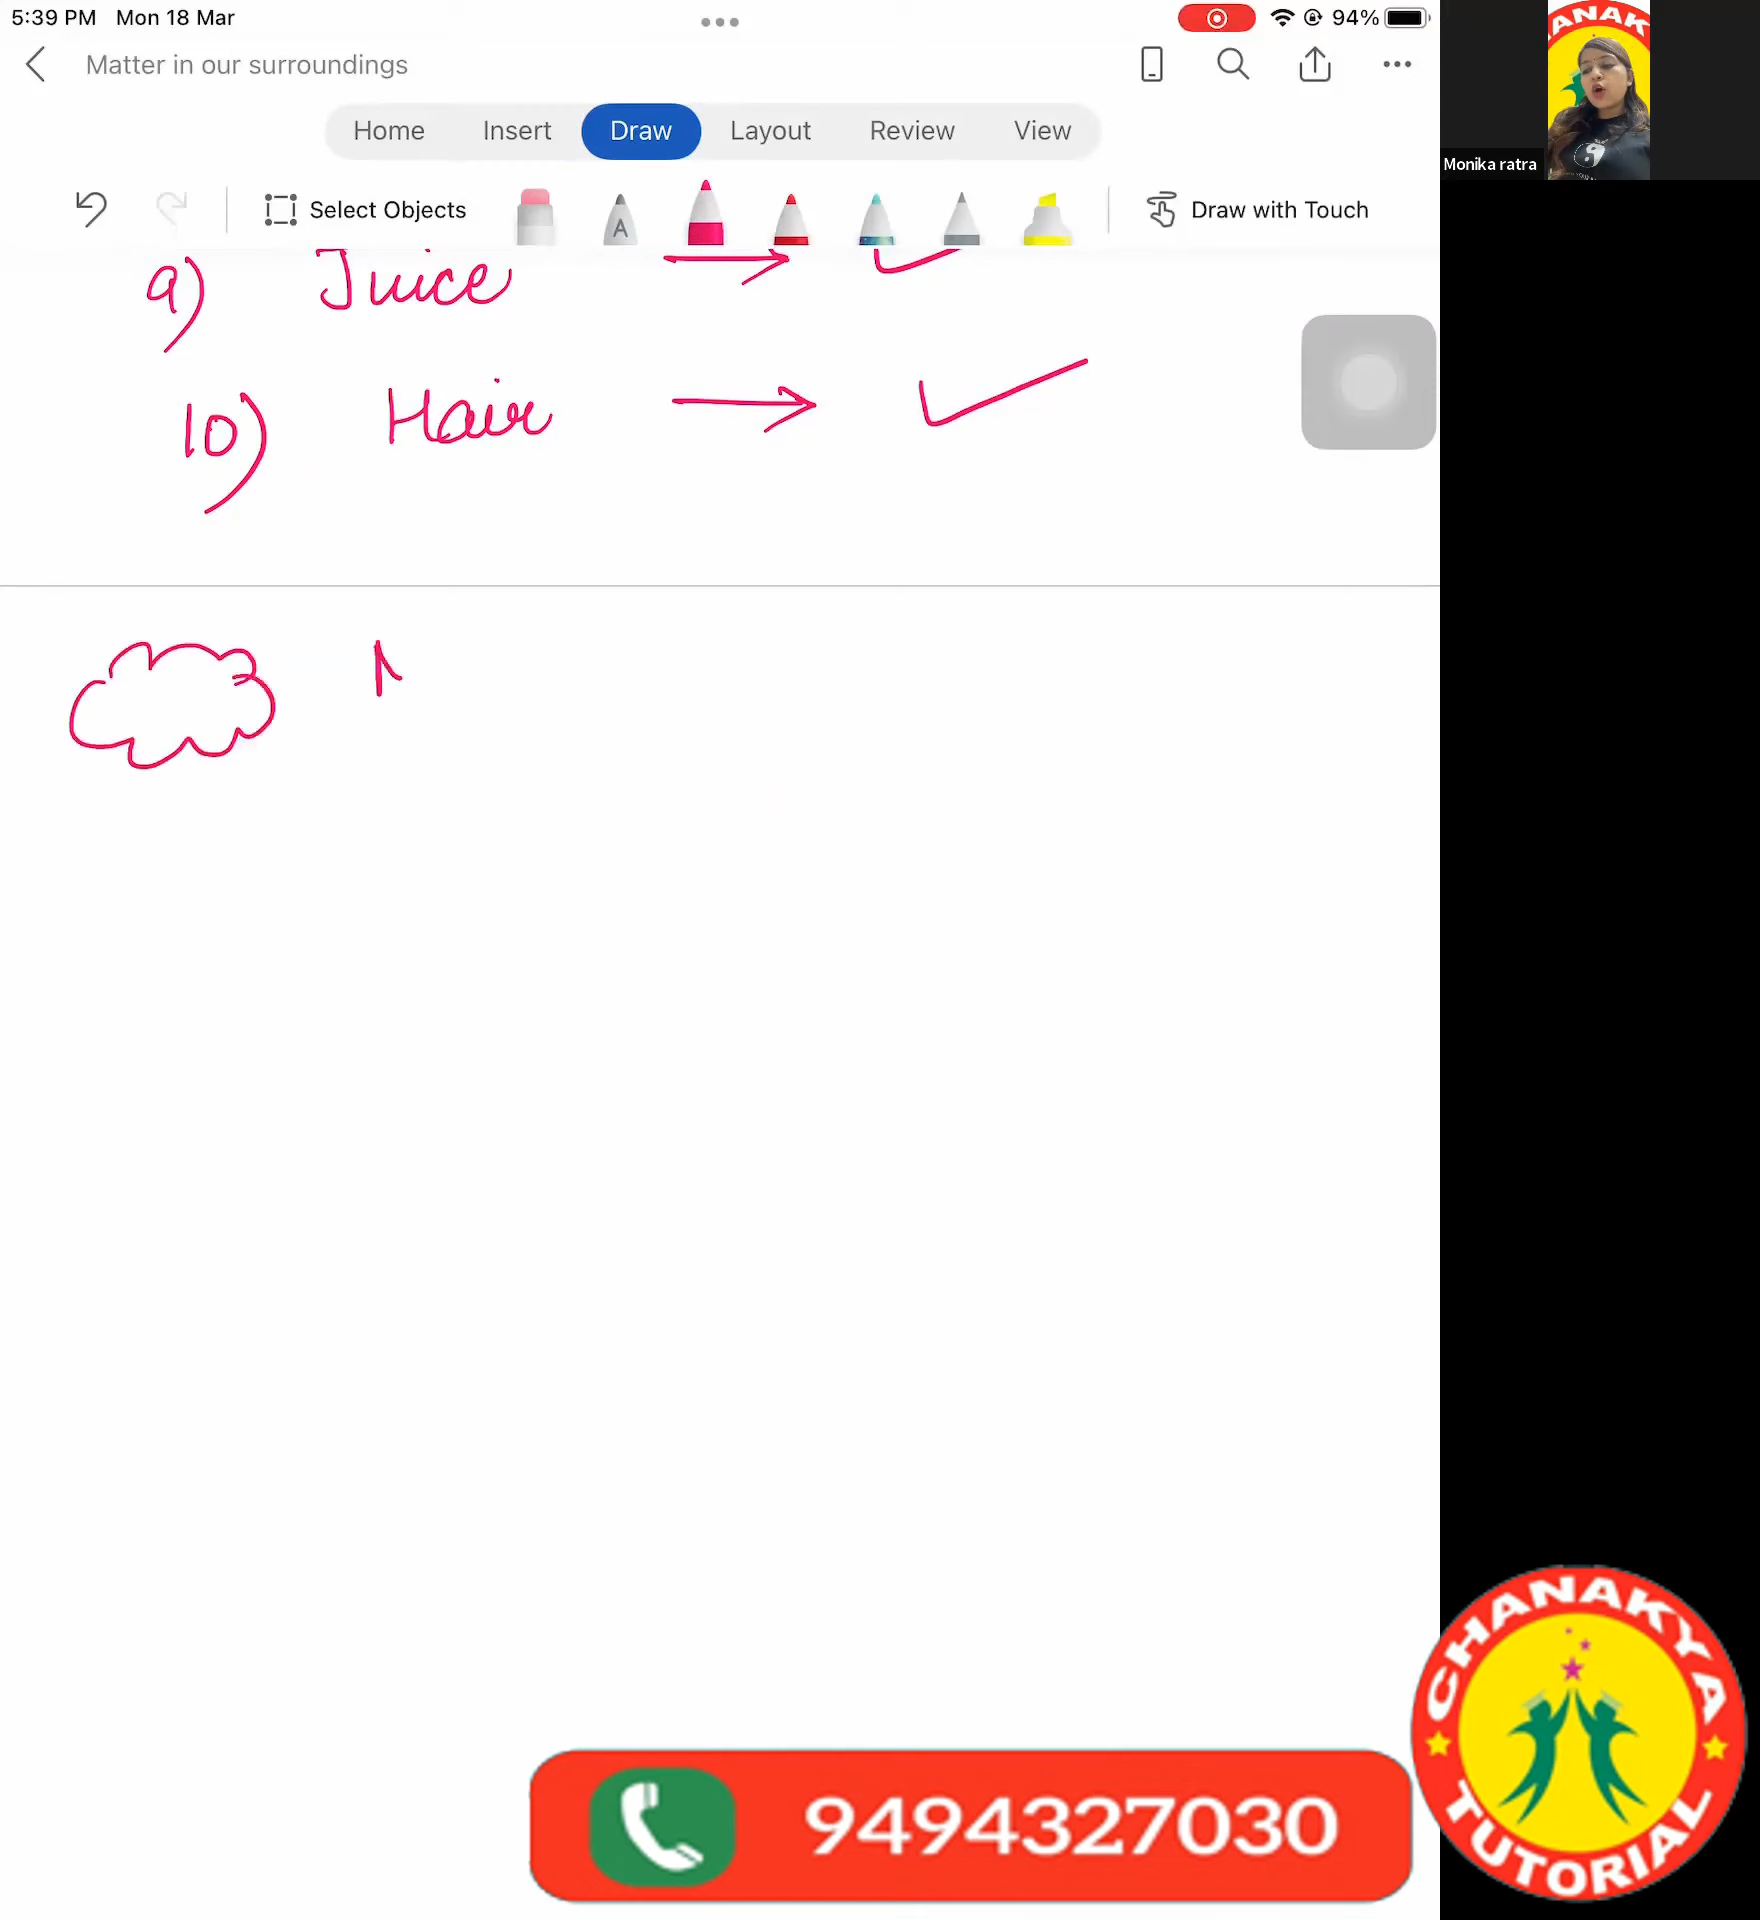 5:39 PM Mon 18 Mar 94%
Matter in our surroundings
Home Insert Draw Layout Review View
Select Objects A Draw with Touch
9) Juice → ✓
10) Hair → ✓
ANAK
Monika ratra
9494327030
CHANAKYA
TUTORIAL